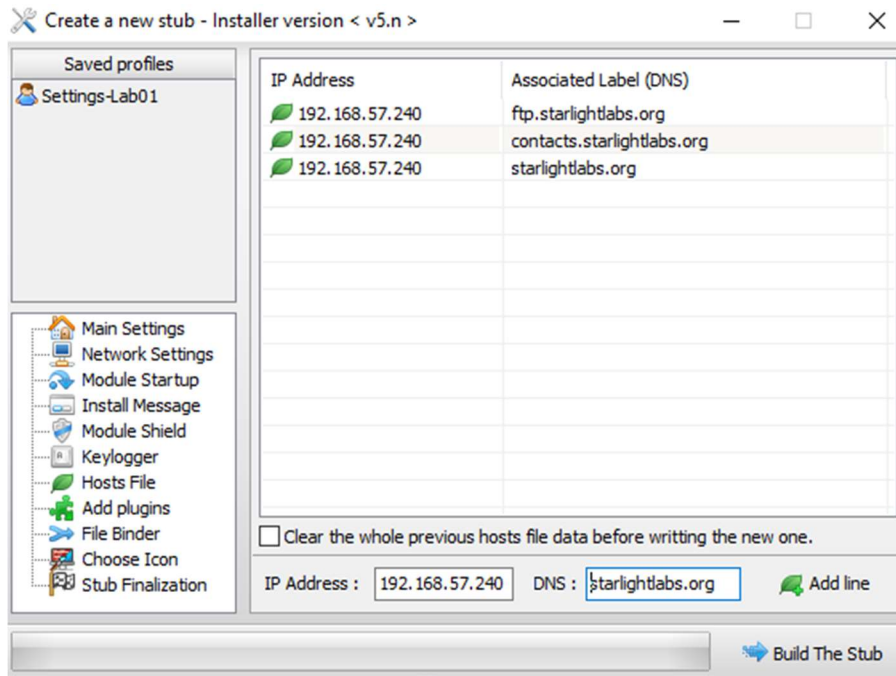 Create a new stub - Installer version < v5.n >
Saved profiles
Settings-Lab01
Main Settings
Network Settings
Module Startup
Install Message
Module Shield
Keylogger
Hosts File
Add plugins
File Binder
Choose Icon
Stub Finalization
IP Address Associated Label (DNS)
192.168.57.240 ftp.starlightlabs.org
192.168.57.240 contacts.starlightlabs.org
192.168.57.240 starlightlabs.org
Clear the whole previous hosts file data before writting the new one.
IP Address : 192.168.57.240 DNS : starlightlabs.org Add line
Build The Stub